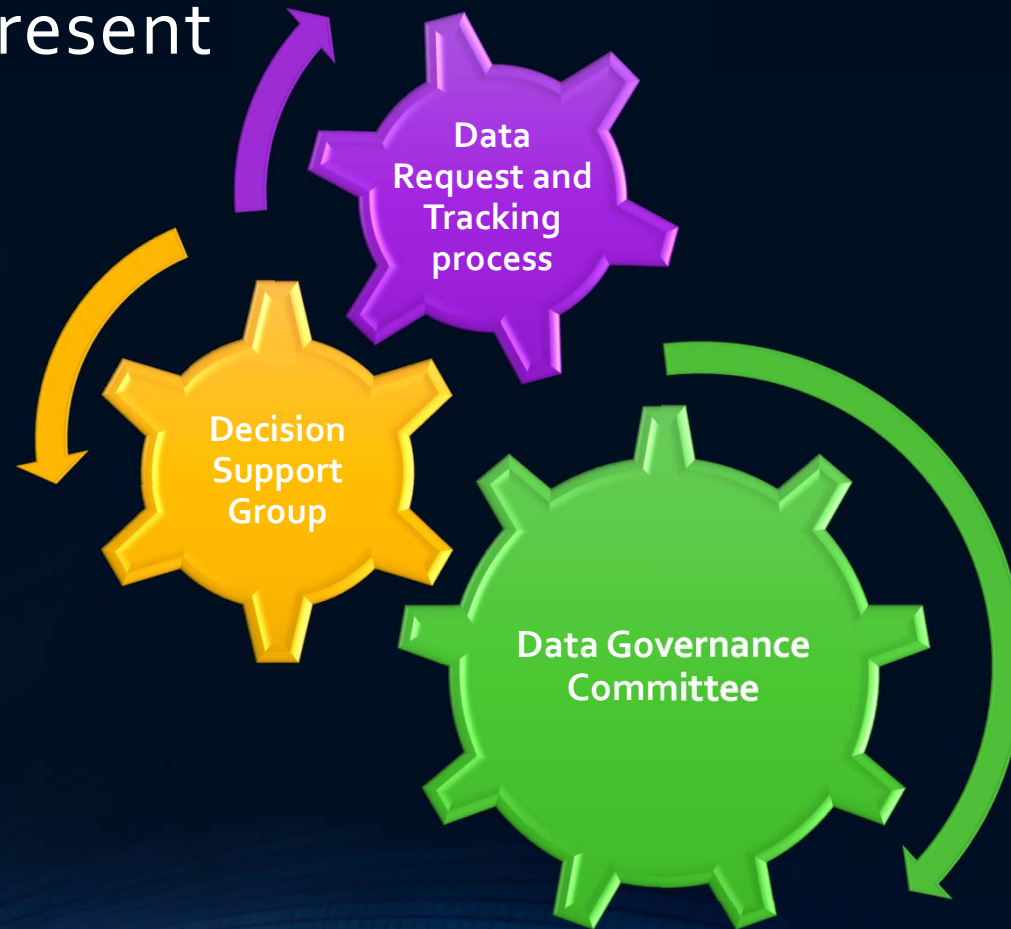 resent
Data
Request and
Tracking
process
Decision
Support
Group
Data Governance
Committee